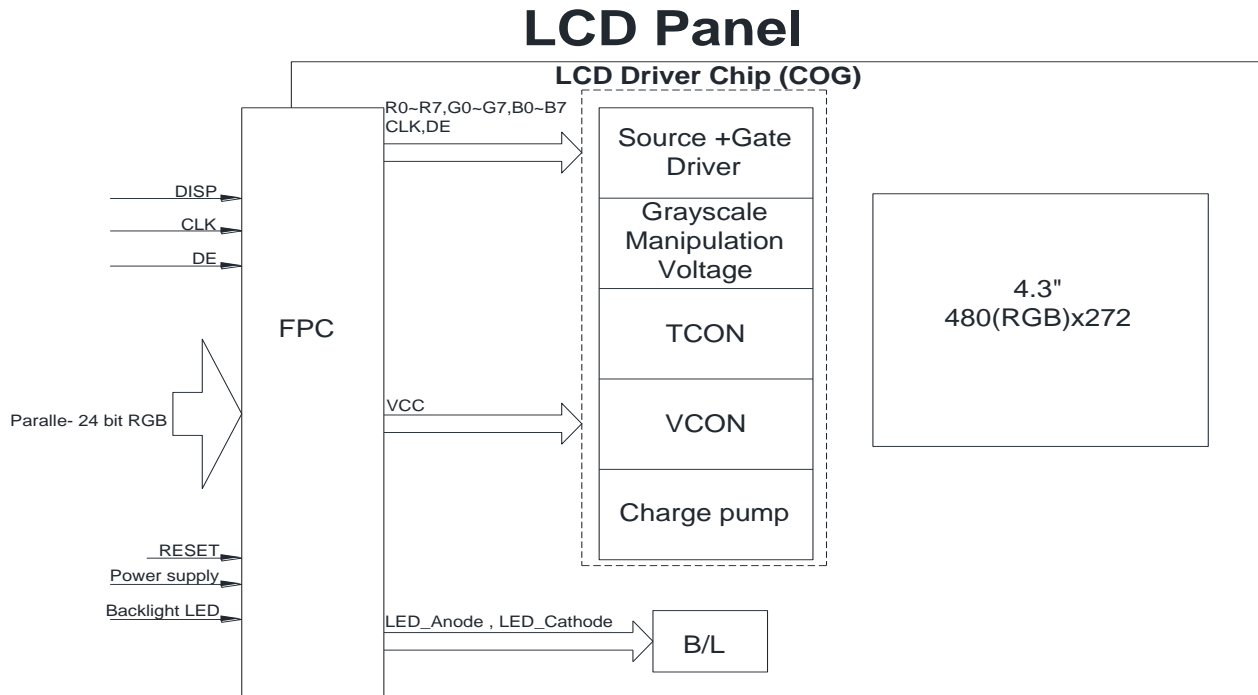 LCD Panel
LCD Driver Chip (COG)
R0~R7,G0~G7,B0~B7
CLK,DE
Source +Gate
Driver
Grayscale
Manipulation
Voltage
TCON
VCON
Charge pump
4.3"
480(RGB)x272
DISP
CLK
DE
FPC
Paralle- 24 bit RGB
VCC
RESET
Power supply
Backlight LED
LED_Anode , LED_Cathode
B/L